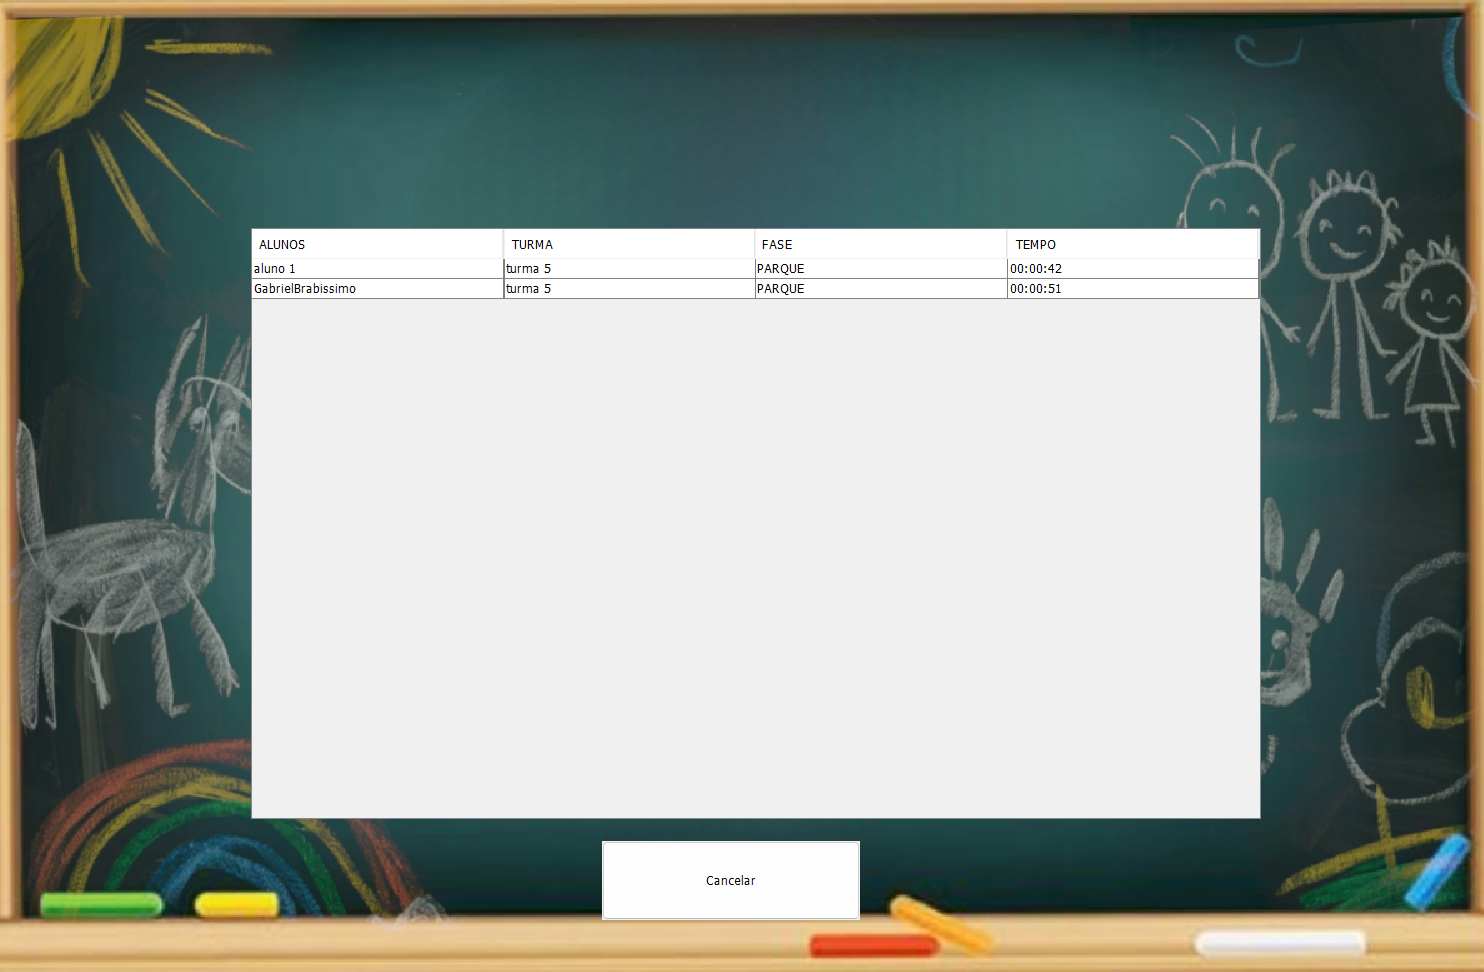 ALUNOS TURMA FASE TEMPO
aluno 1 turma 5 PARQUE 00:00:42
GabrielBrabissimo turma 5 PARQUE 00:00:51
Cancelar